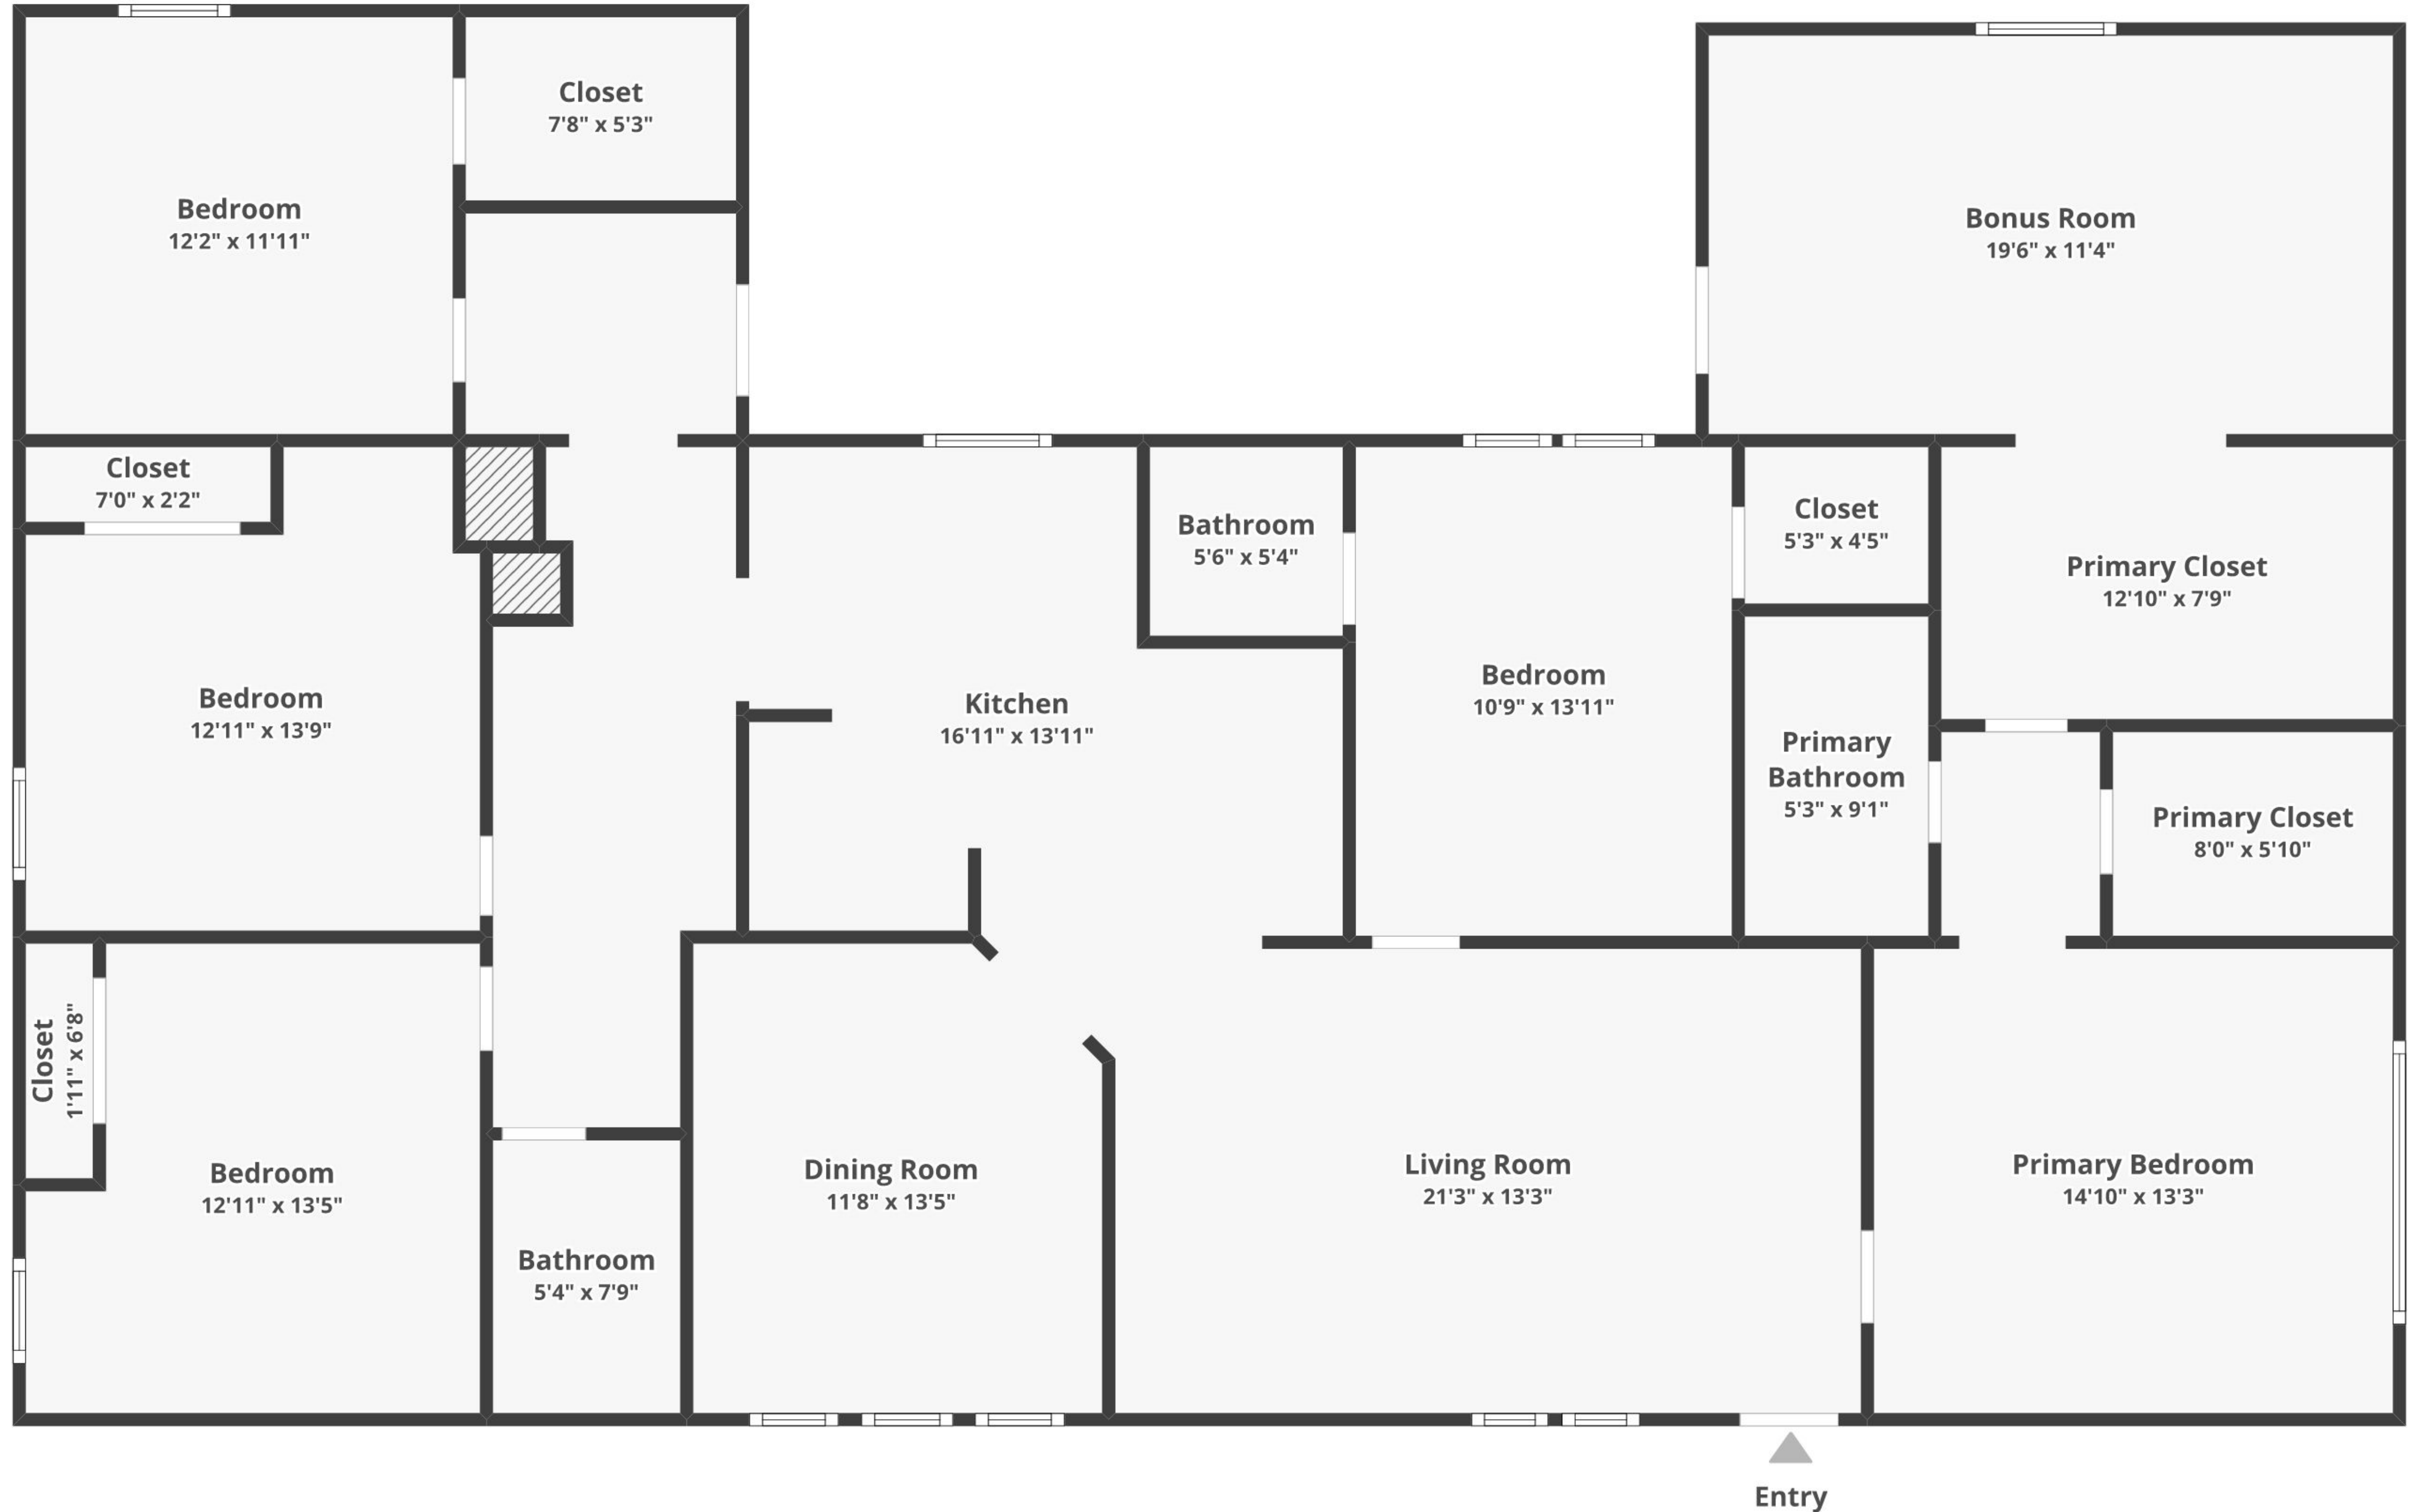 Closet
7'8" x 5'3"
Bedroom
12'2" x 11'11"
Bonus Room
19'6" x 11'4"
Closet
7'0" x 2'2"
Bathroom
5'6" x 5'4"
Closet
5'3" x 4'5"
Primary Closet
12'10" x 7'9"
Bedroom
12'11" x 13'9"
Kitchen
16'11" x 13'11"
Bedroom
10'9" x 13'11"
Primary
Bathroom
5'3" x 9'1"
Primary Closet
8'0" x 5'10"
Closet
1'11" x 6'8"
Bedroom
12'11" x 13'5"
Bathroom
5'4" x 7'9"
Dining Room
11'8" x 13'5"
Living Room
21'3" x 13'3"
Primary Bedroom
14'10" x 13'3"
Entry